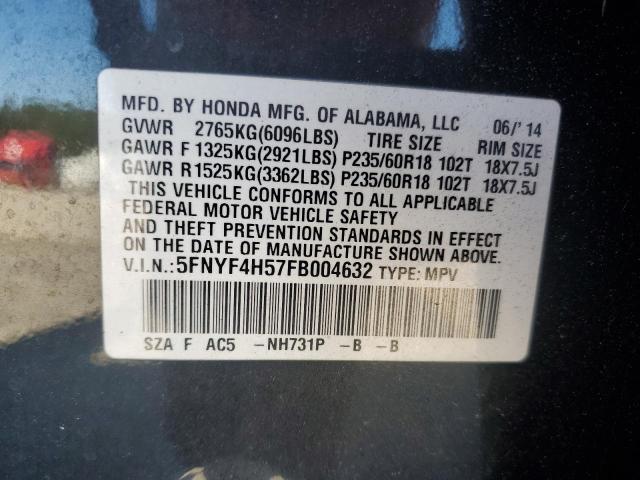 MFD. BY HONDA MFG. OF ALABAMA, LLC 06/'14
GVWR 2765KG(6096LBS) TIRE SIZE RIM SIZE
GAWR F 1325KG(2921LBS) P235/60R18 102T 18X7.5J
GAWR R1525KG(3362LBS) P235/60R18 102T 18X7.5J
THIS VEHICLE CONFORMS TO ALL APPLICABLE
FEDERAL MOTOR VEHICLE SAFETY
AND THEFT PREVENTION STANDARDS IN EFFECT
ON THE DATE OF MANUFACTURE SHOWN ABOVE.
V.I.N.:5FNYF4H57FB004632 TYPE: MPV
SZA F AC5 -NH731P -B -B